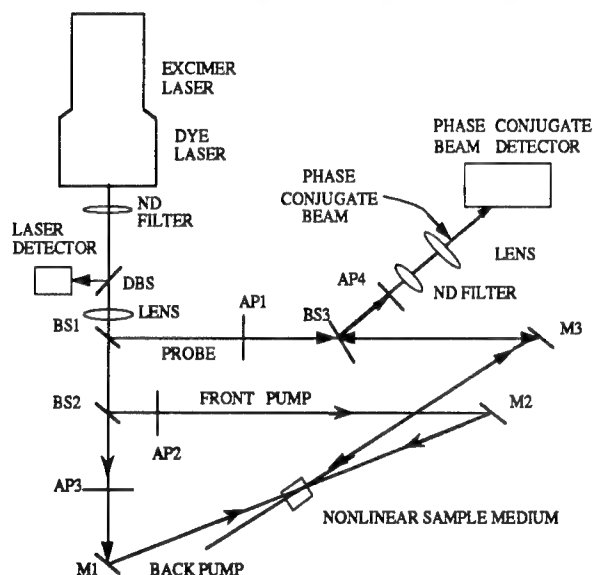 EXCIMER
LASER
DYE
LASER
PHASE CONJUGATE
BEAM DETECTOR
PHASE
CONJUGATE
BEAM
ND
FILTER
LASER
DETECTOR
DBS
LENS
LENS
AP4
ND FILTER
AP1
BS3
BS1
PROBE
M3
BS2
FRONT PUMP
M2
AP2
AP3
NONLINEAR SAMPLE MEDIUM
M1
BACK PUMP